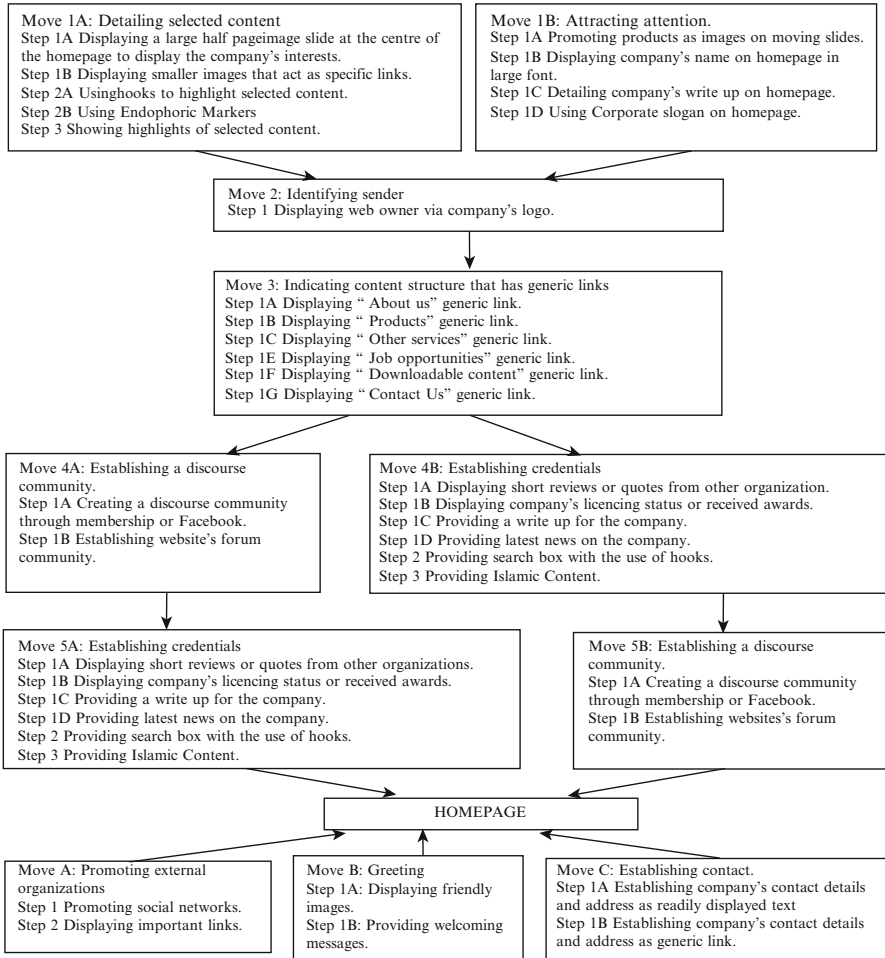 Move 1A: Detailing selected content
Step 1A Displaying a large half pageimage slide at the centre of
the homepage to display the company's interests.
Step 1B Displaying smaller images that act as specific links.
Step 2A Usinghooks to highlight selected content.
Step 2B Using Endophoric Markers
Step 3 Showing highlights of selected content.
Move 1B: Attracting attention.
Step 1A Promoting products as images on moving slides.
Step 1B Displaying company's name on homepage in
large font.
Step 1C Detailing company's write up on homepage.
Step 1D Using Corporate slogan on homepage.
Move 2: Identifying sender
Step 1 Displaying web owner via company's logo.
Move 3: Indicating content structure that has generic links
Step 1A Displaying “ About us” generic link.
Step 1B Displaying “ Products” generic link.
Step 1C Displaying “ Other services” generic link.
Step 1E Displaying “ Job opportunities” generic link.
Step 1F Displaying “ Downloadable content” generic link.
Step 1G Displaying “ Contact Us” generic link.
Move 4A: Establishing a discourse
community.
Step 1A Creating a discourse community
through membership or Facebook.
Step 1B Establishing website's forum
community.
Move 4B: Establishing credentials
Step 1A Displaying short reviews or quotes from other organization.
Step 1B Displaying company's licencing status or received awards.
Step 1C Providing a write up for the company.
Step 1D Providing latest news on the company.
Step 2 Providing search box with the use of hooks.
Step 3 Providing Islamic Content.
Move 5A: Establishing credentials
Step 1A Displaying short reviews or quotes from other organizations.
Step 1B Displaying company's licencing status or received awards.
Step 1C Providing a write up for the company.
Step 1D Providing latest news on the company.
Step 2 Providing search box with the use of hooks.
Step 3 Providing Islamic Content.
Move 5B: Establishing a discourse
community.
Step 1A Creating a discourse community
through membership or Facebook.
Step 1B Establishing websites's forum
community.
HOMEPAGE
Move A: Promoting external
organizations
Step 1 Promoting social networks.
Step 2 Displaying important links.
Move B: Greeting
Step 1A: Displaying friendly
images.
Step 1B: Providing welcoming
messages.
Move C: Establishing contact.
Step 1A Establishing company's contact details
and address as readily displayed text
Step 1B Establishing company's contact details
and address as generic link.